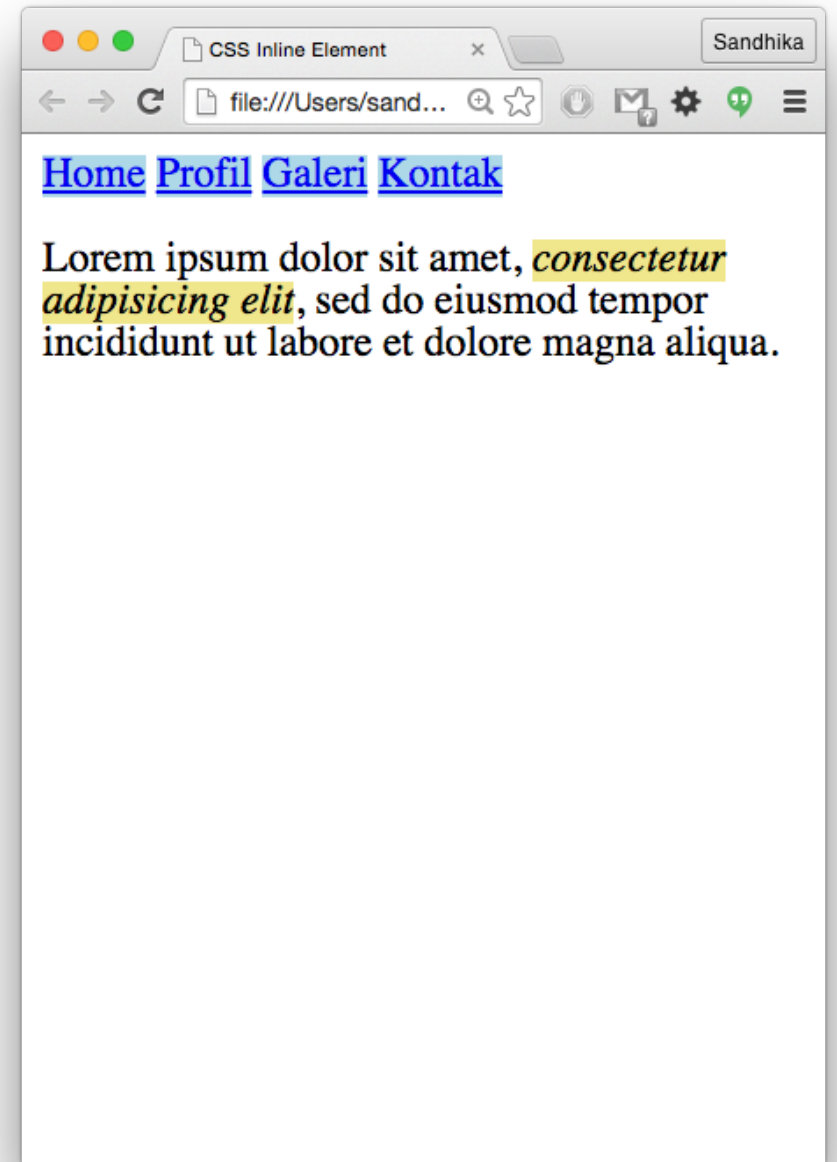 CSS Inline Element
Sandhika
file:///Users/sand...
Home Profil Galeri Kontak
Lorem ipsum dolor sit amet, consectetur
adipisicing elit, sed do eiusmod tempor
incididunt ut labore et dolore magna aliqua.